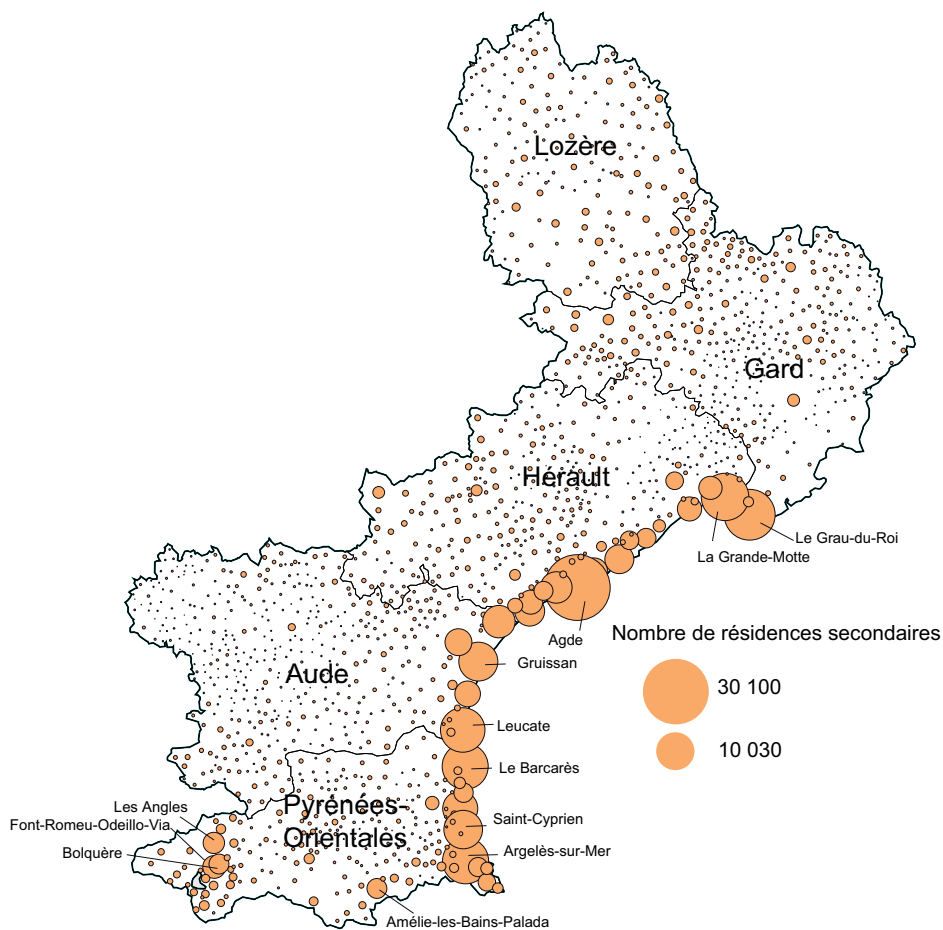 Lozère
Gard
Hérault
Le Grau-du-Roi
La Grande-Motte
Agde
Nombre de résidences secondaires
Gruissan
Aude
30 100
Leucate
10 030
Le Barcarès
Les Angles
Pyrénées-
Orientales
Saint-Cyprien
Font-Romeu-Odeillo-Via
Bolquère
Argelès-sur-Mer
Amélie-les-Bains-Palada